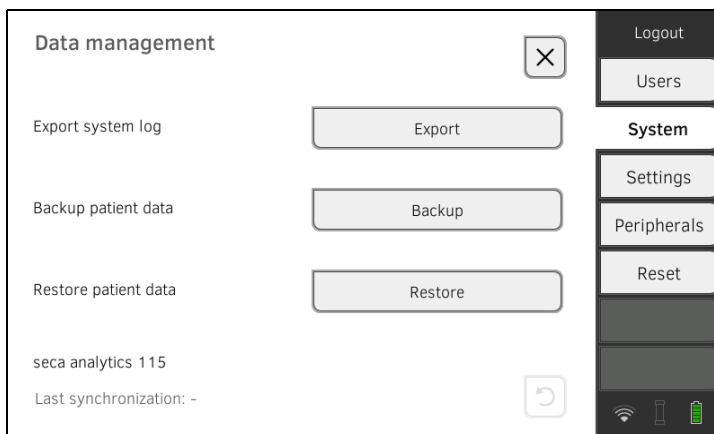 Data management
Export system log
Export
Backup patient data
Backup
Restore patient data
Restore
seca analytics 115
Last synchronization: -
Logout
Users
System
Settings
Peripherals
Reset